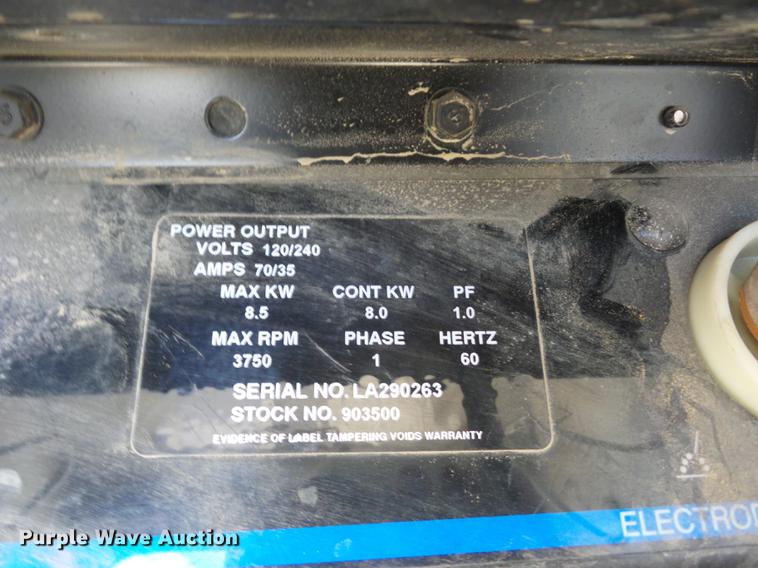 POWER OUTPUT
VOLTS 120/240
AMPS 70/35
MAX KW CONT KW PF
8.5 8.0 1.0
MAX RPM PHASE HERTZ
3750 1 60
SERIAL NO. LA290263
STOCK NO. 903500
EVIDENCE OF LABEL TAMPERING VOIDS WARRANTY
ELECTROD
Purple Wave Auction